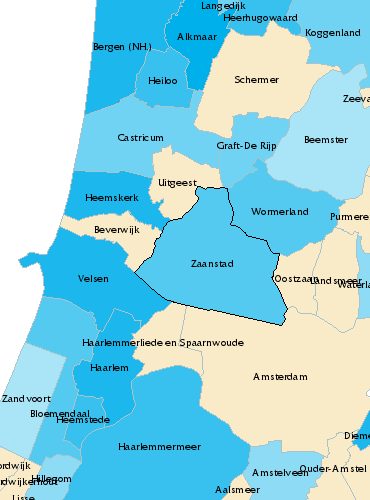 Langedijk
Heerhugowaard
Koggenland
Alkmaar
Bergen (NH.)
Heiloo
Schermer
Zeeva
Castricum
Graft-De Rijp
Beemster
Uitgeest
Heemskerk
Wormerland
Purmere
Beverwijk
Zaanstad
Velsen
Oostzaan
Landsmeer
Waterla
Haarlemmerliede en Spaarnwoude
Haarlem
Amsterdam
Zandvoort
Bloemendaal
Heemstede
Dieme
Haarlemmermeer
ordwijk
Ouder-Amstel
Hillegom
Amstelveen
rdwijkerhout
Aalsmeer
Lisse